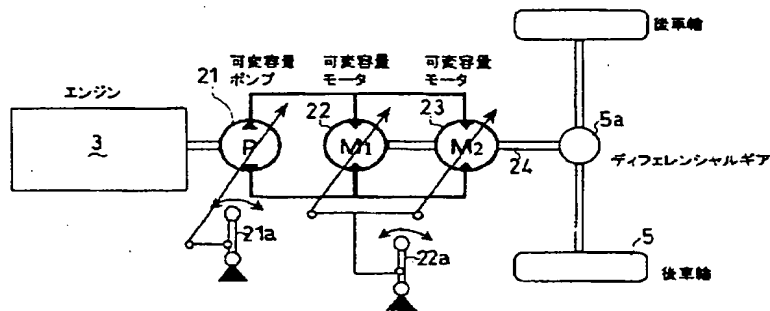 後車輪
可変容量
ポンプ
可変容量
モータ
可変容量
モータ
エンジン
21
22
23
5a
3
P
M1
M2
24
ディフェレンシャルギア
21a
22a
5
後車輪